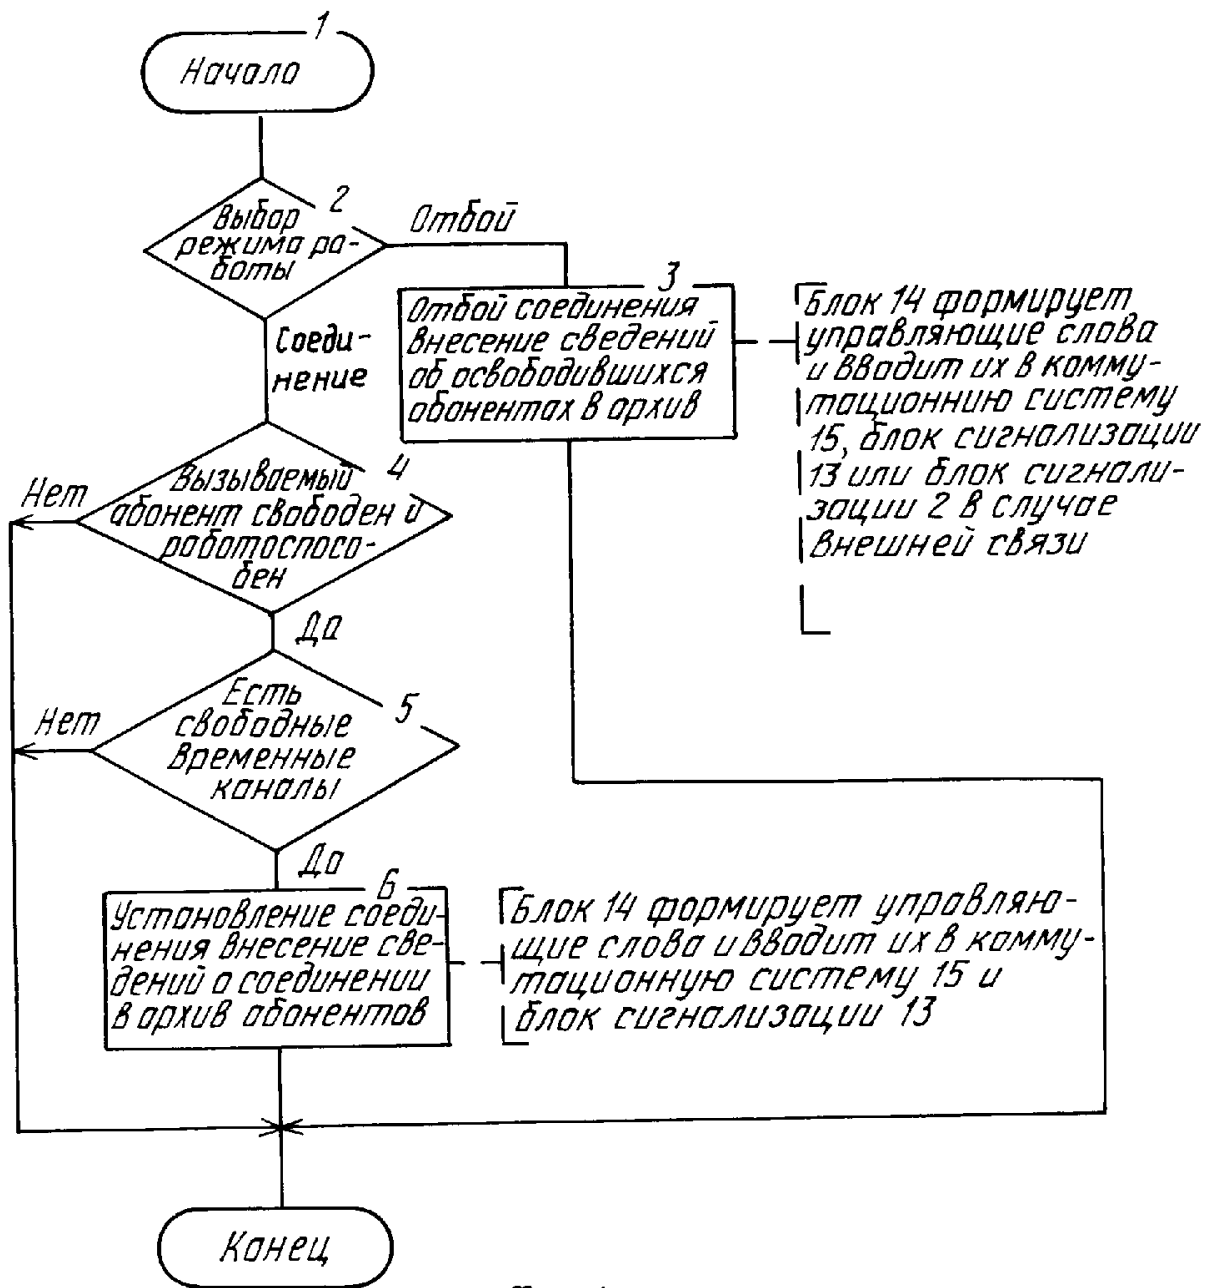 1
Начало
2
Выбор
режима ра-
боты
Отбой
Соеди-
нение
3
Отбой соединения
внесение сведений
об освободившихся
абонентах в архив
Блок 14 формирует
управляющие слова
и вводит их в комму-
тационнию систему
15, блок сигнализации
13 или блок сигнали-
зации 2 в случае
внешней связи
4
Вызываемый
абонент свободен и
работоспосо-
бен
Нет
Да
5
Есть
свободные
временные
каналы
Нет
Да
6
Установление соеди-
нения внесение све-
дений о соединении
в архив абонентов
Блок 14 формирует управляю-
щие слова и вводит их в комму-
тационную систему 15 и
блок сигнализации 13
Конец